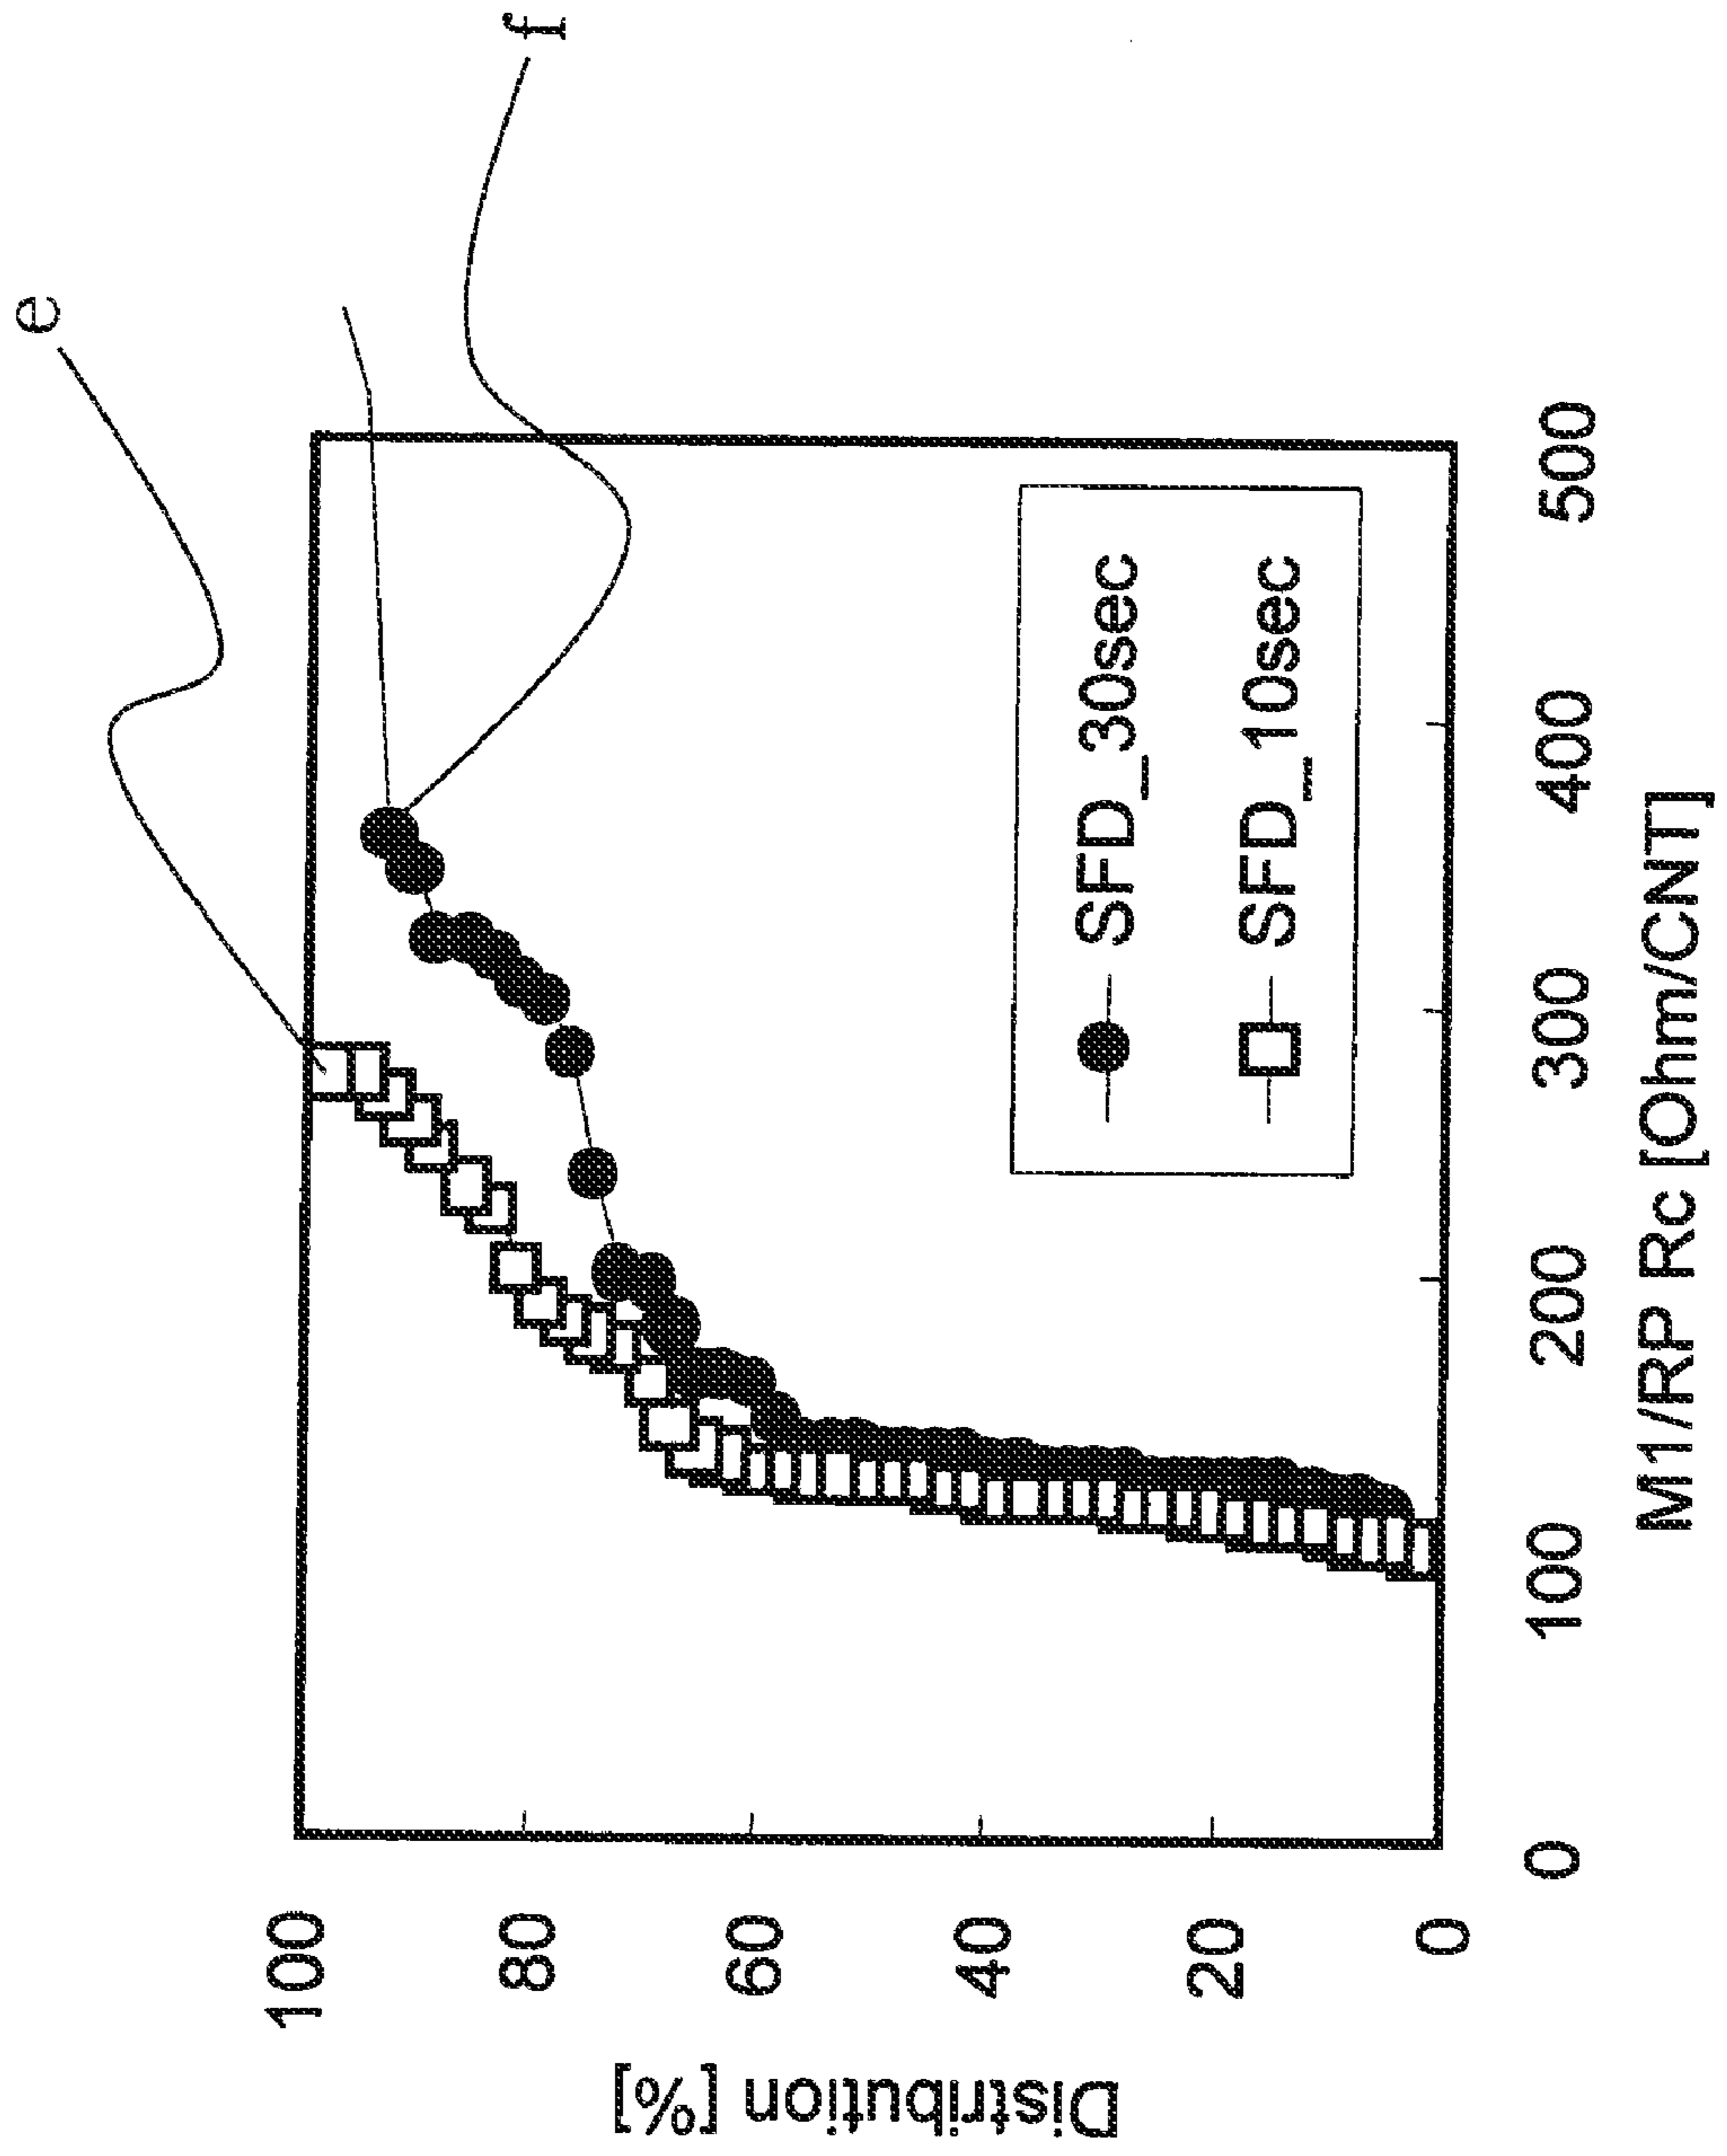 e
f
100
80
60
40
20
0
Distribution [%]
SFD_30sec
SFD_10sec
0
100
200
300
400
500
M1/RP Rc [Ohm/CNT]